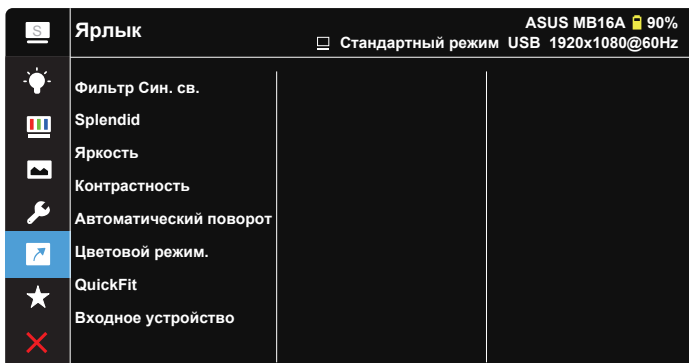 S
Ярлык
ASUS MB16A 90%
Стандартный режим USB 1920x1080@60Hz
Фильтр Син. св.
Splendid
Яркость
Контрастность
Автоматический поворот
Цветовой режим.
QuickFit
Входное устройство